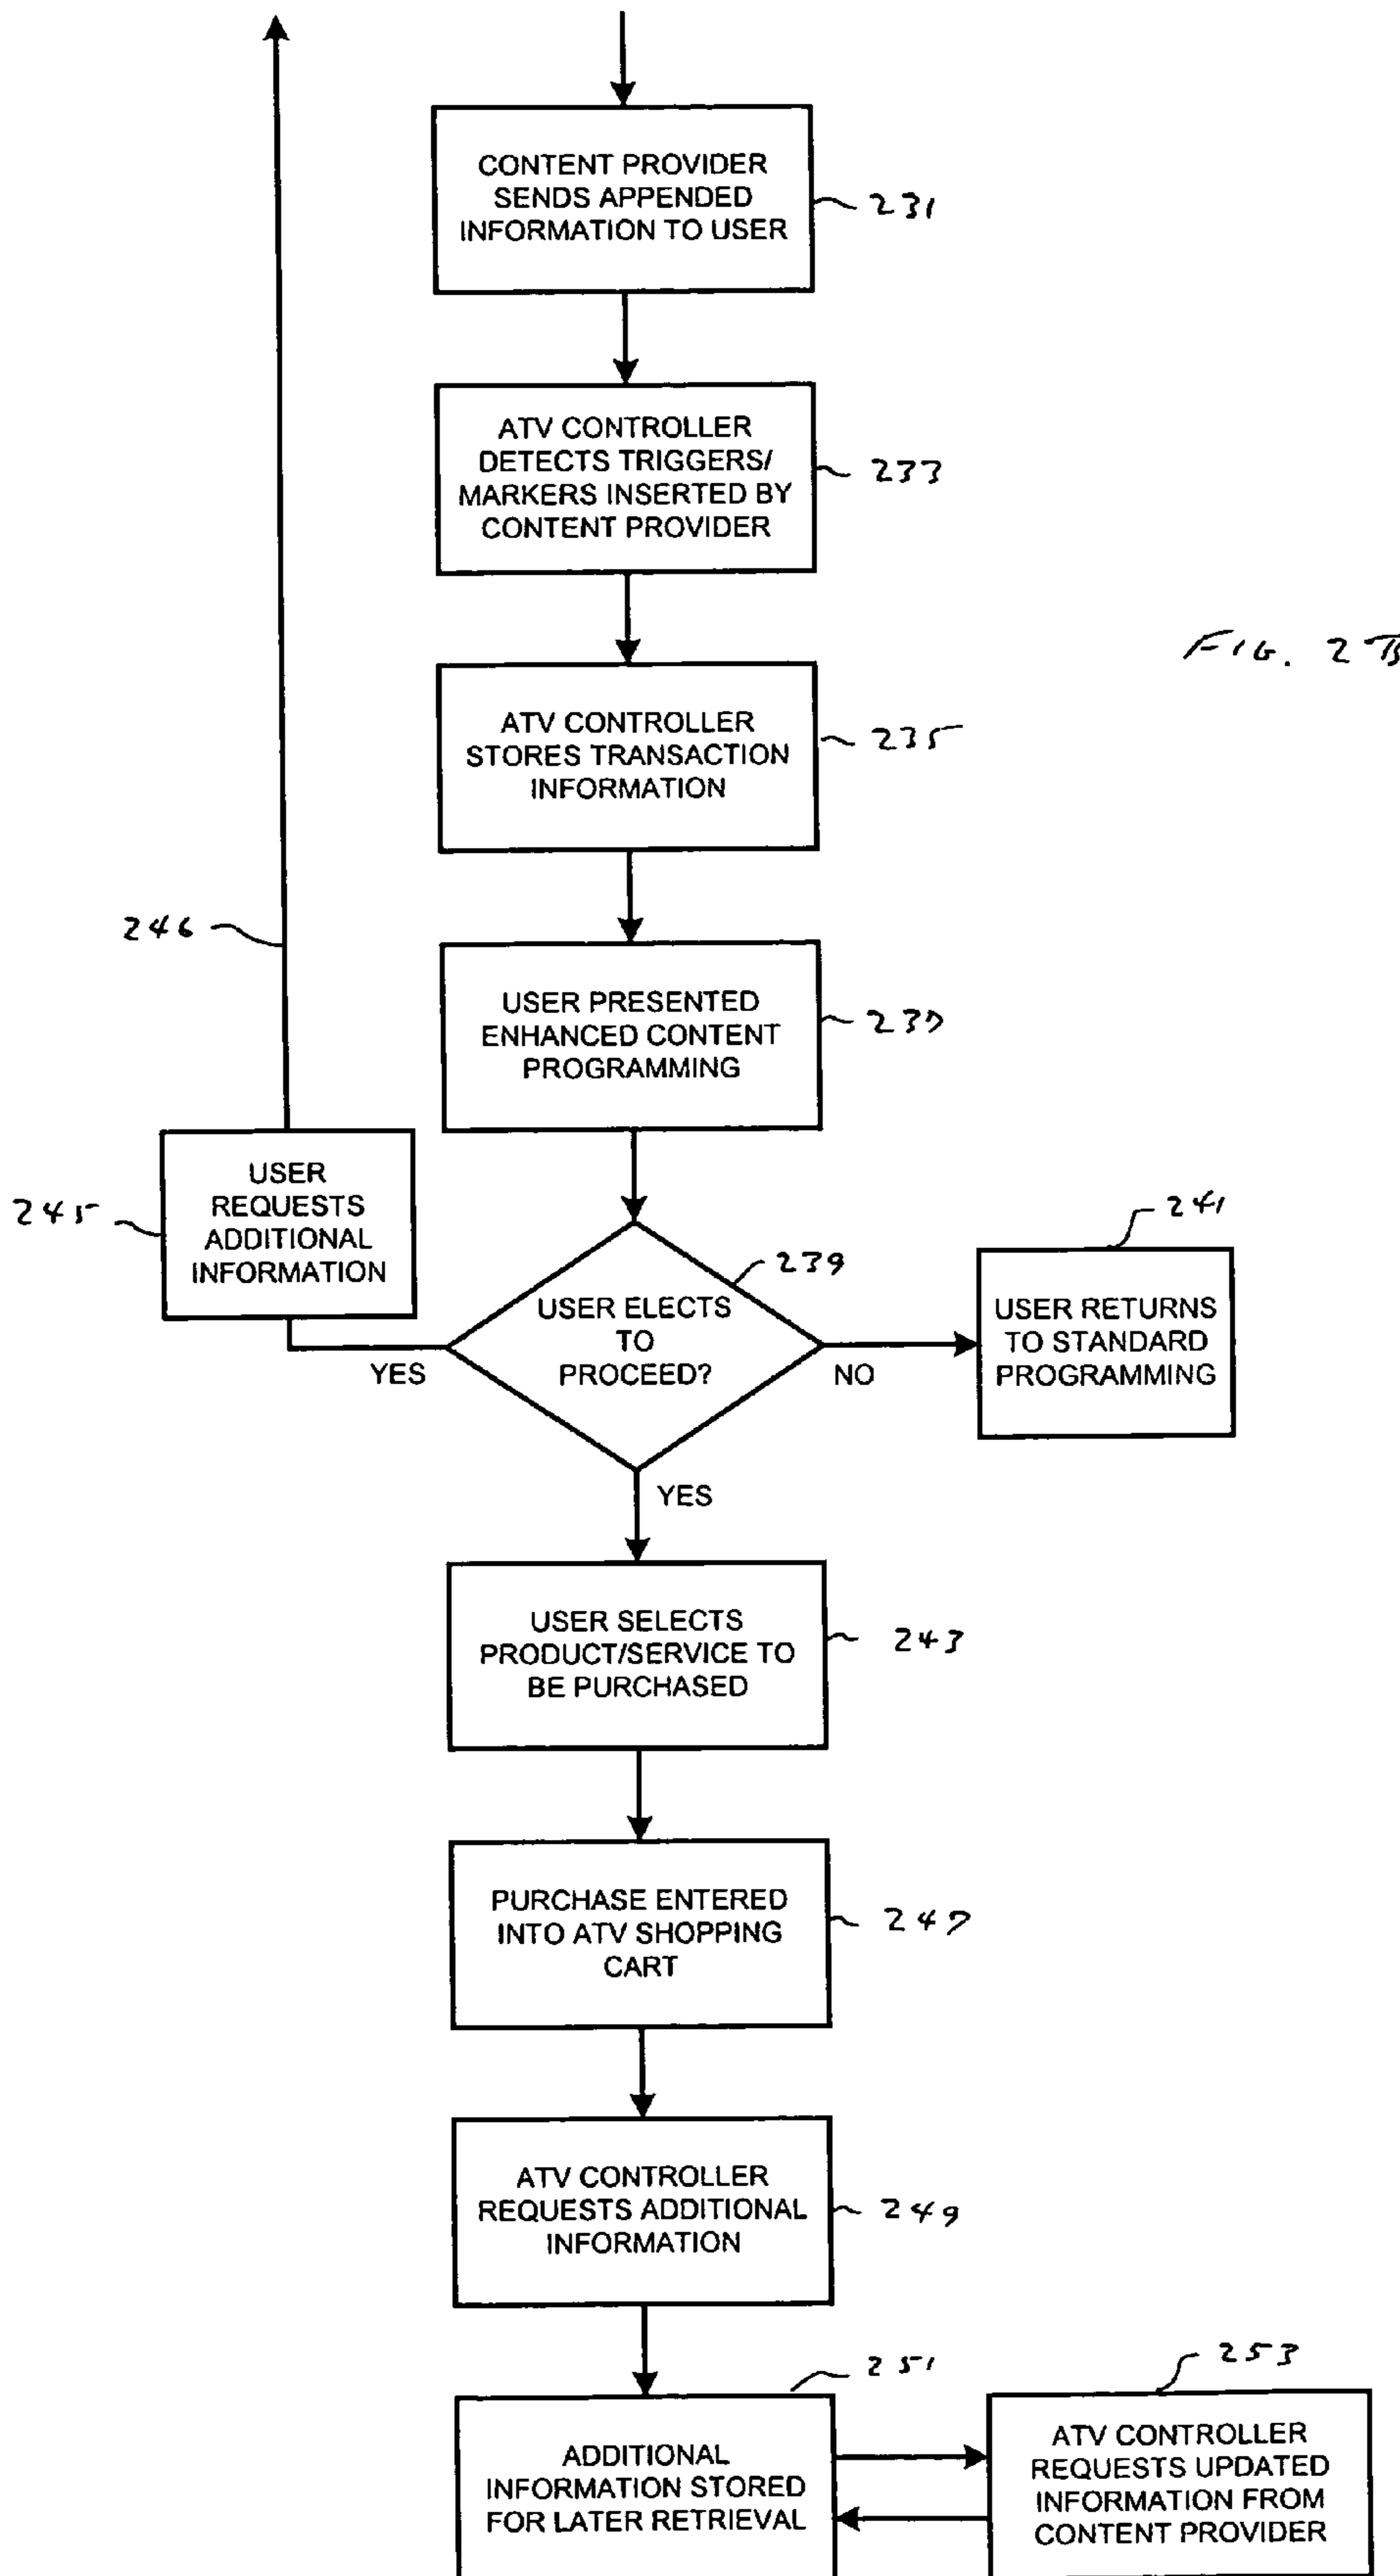 CONTENT PROVIDER
SENDS APPENDED
INFORMATION TO USER
231
ATV CONTROLLER
DETECTS TRIGGERS/
MARKERS INSERTED BY
CONTENT PROVIDER
233
FIG. 2B
ATV CONTROLLER
STORES TRANSACTION
INFORMATION
235
246
USER PRESENTED
ENHANCED CONTENT
PROGRAMMING
237
USER
REQUESTS
ADDITIONAL
INFORMATION
245
241
239
USER ELECTS
TO
PROCEED?
USER RETURNS
TO STANDARD
PROGRAMMING
YES
NO
YES
USER SELECTS
PRODUCT/SERVICE TO
BE PURCHASED
243
PURCHASE ENTERED
INTO ATV SHOPPING
CART
247
ATV CONTROLLER
REQUESTS ADDITIONAL
INFORMATION
249
251
253
ADDITIONAL
INFORMATION STORED
FOR LATER RETRIEVAL
ATV CONTROLLER
REQUESTS UPDATED
INFORMATION FROM
CONTENT PROVIDER